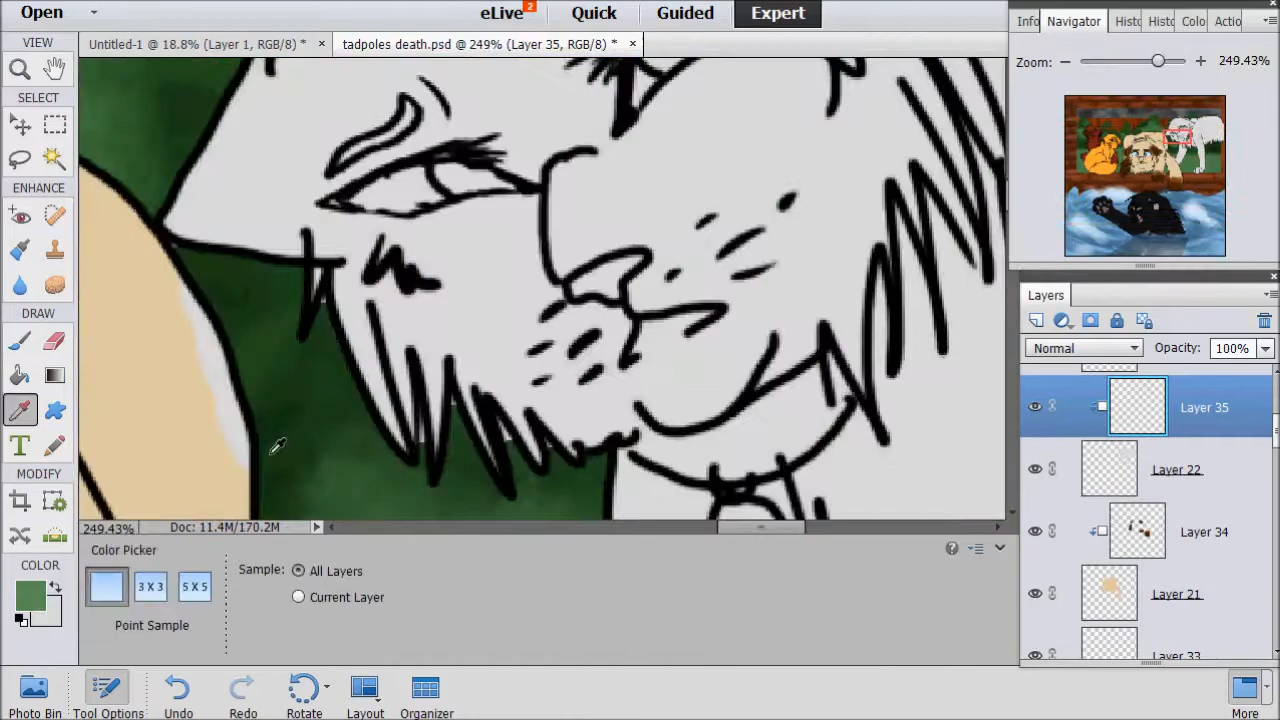 Open
eLive 2
Quick
Guided
Expert
Untitled-1 @ 18.8% (Layer 1, RGB/8) * ×
tadpoles death.psd @ 249% (Layer 35, RGB/8) * ×
VIEW
SELECT
ENHANCE
DRAW
T
MODIFY
COLOR
249.43%
Doc: 11.4M/170.2M
Color Picker
3 X 3
5 X 5
Point Sample
Sample:
All Layers
Current Layer
Photo Bin
Tool Options
Undo
Redo
Rotate
Layout
Organizer
More
Info
Navigator
Histo
Histo
Colo
Actio
Zoom:
249.43%
Layers
Normal
Opacity:
100%
Layer 35
Layer 22
Layer 34
Layer 21
Layer 33